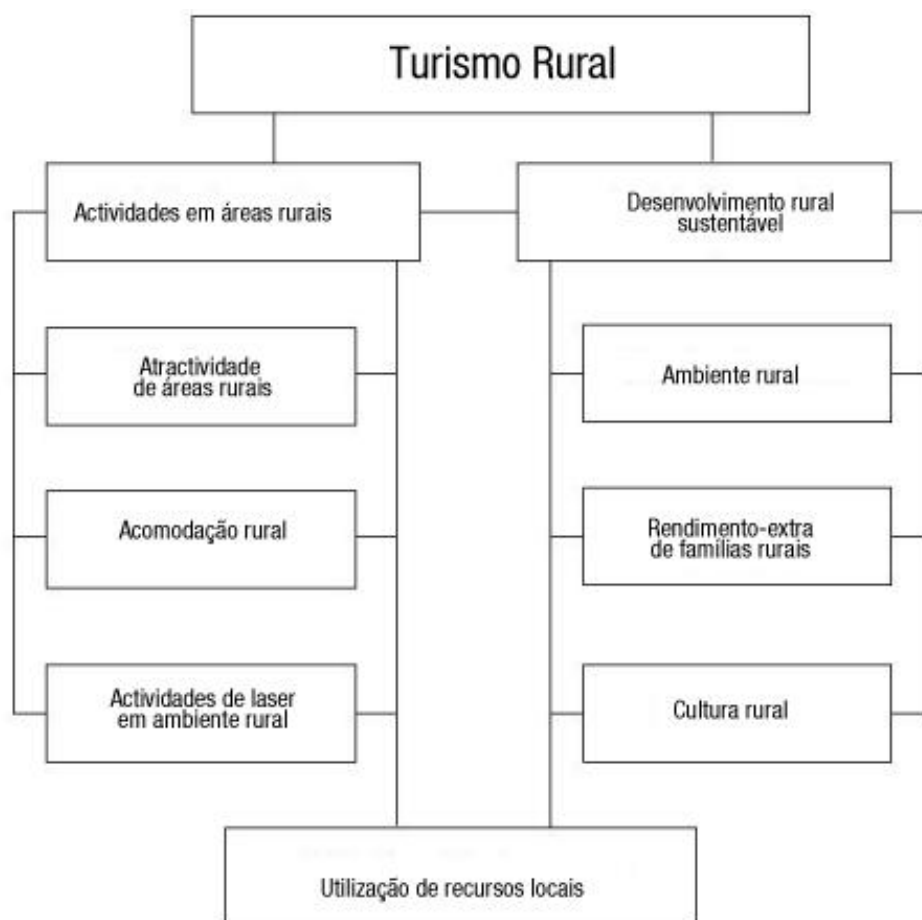 Turismo Rural
Actividades em áreas rurais
Desenvolvimento rural
sustentável
Atractividade
de áreas rurais
Ambiente rural
Acomodação rural
Rendimento-extra
de famílias rurais
Actividades de laser
em ambiente rural
Cultura rural
Utilização de recursos locais